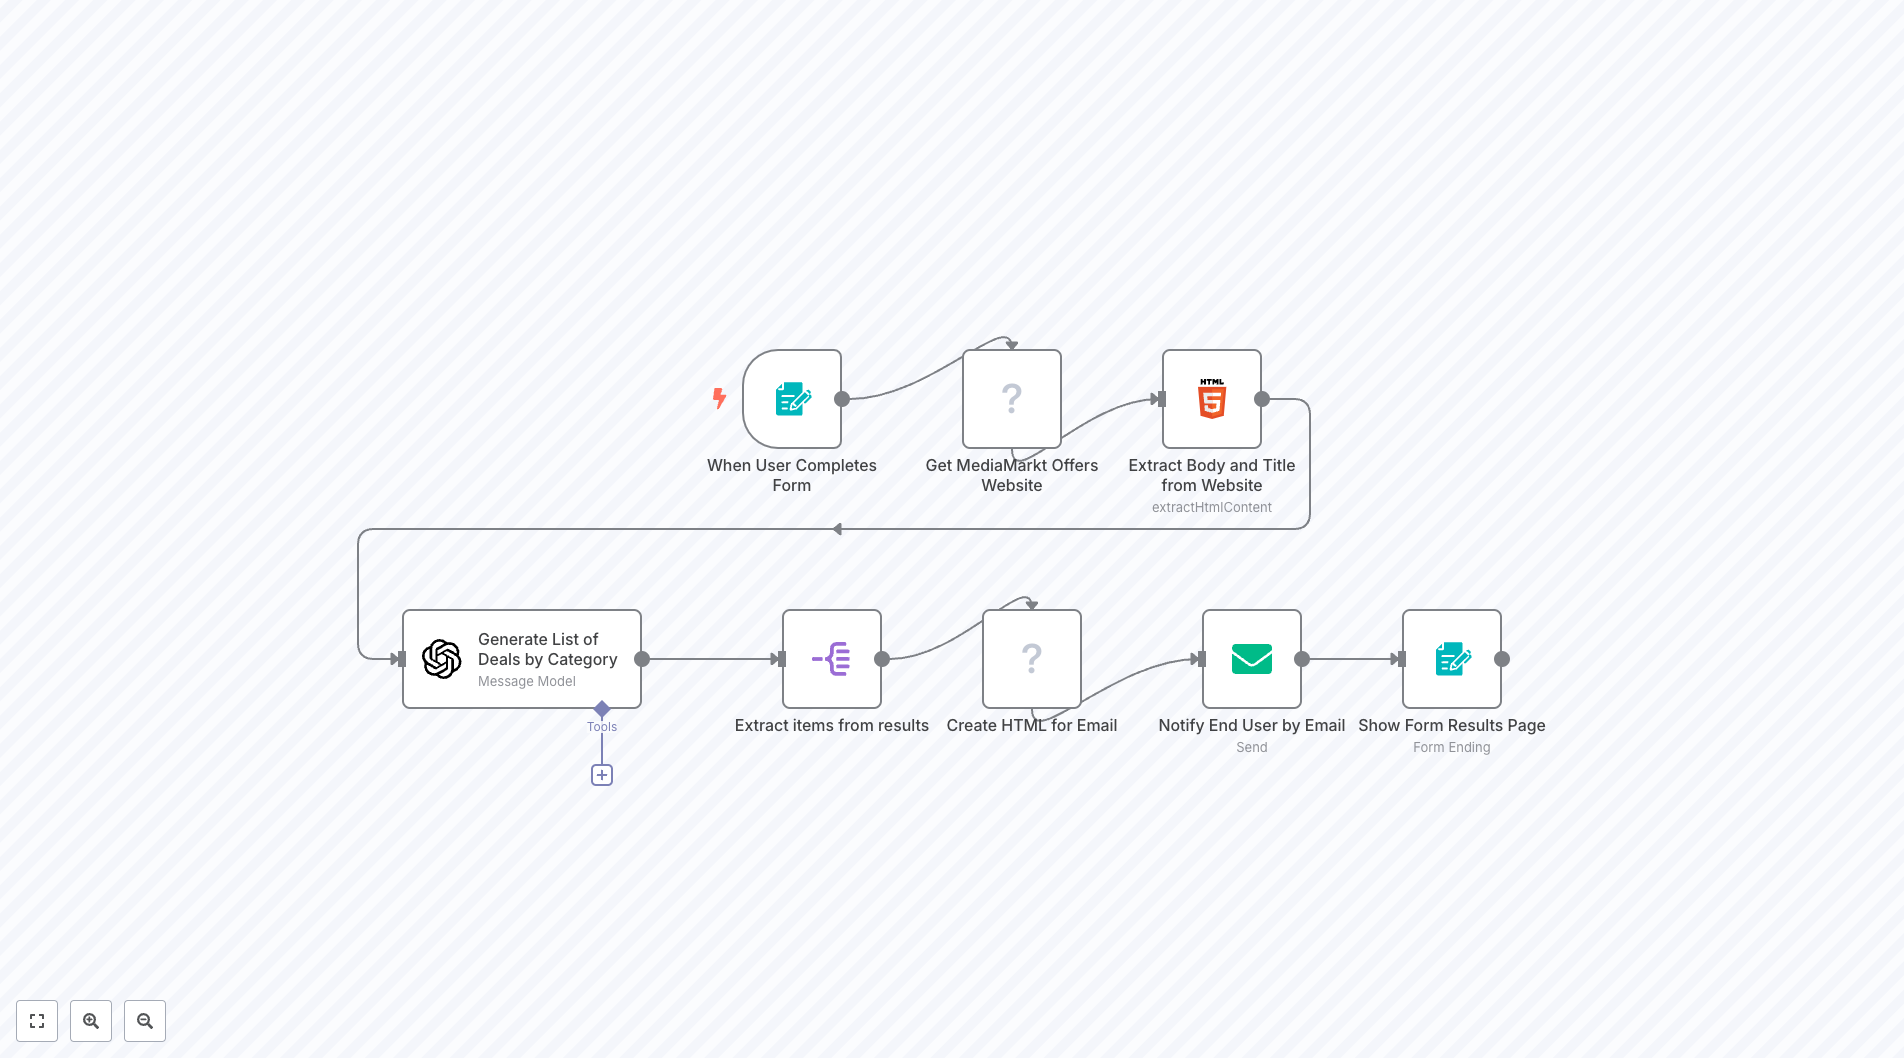 When User Completes
Form
?
Get MediaMarkt Offers
Website
HTML
5
Extract Body and Title
from Website
extractHtmlContent
Generate List of
Deals by Category
Message Model
Tools
Extract items from results
?
Create HTML for Email
Notify End User by Email
Send
Show Form Results Page
Form Ending